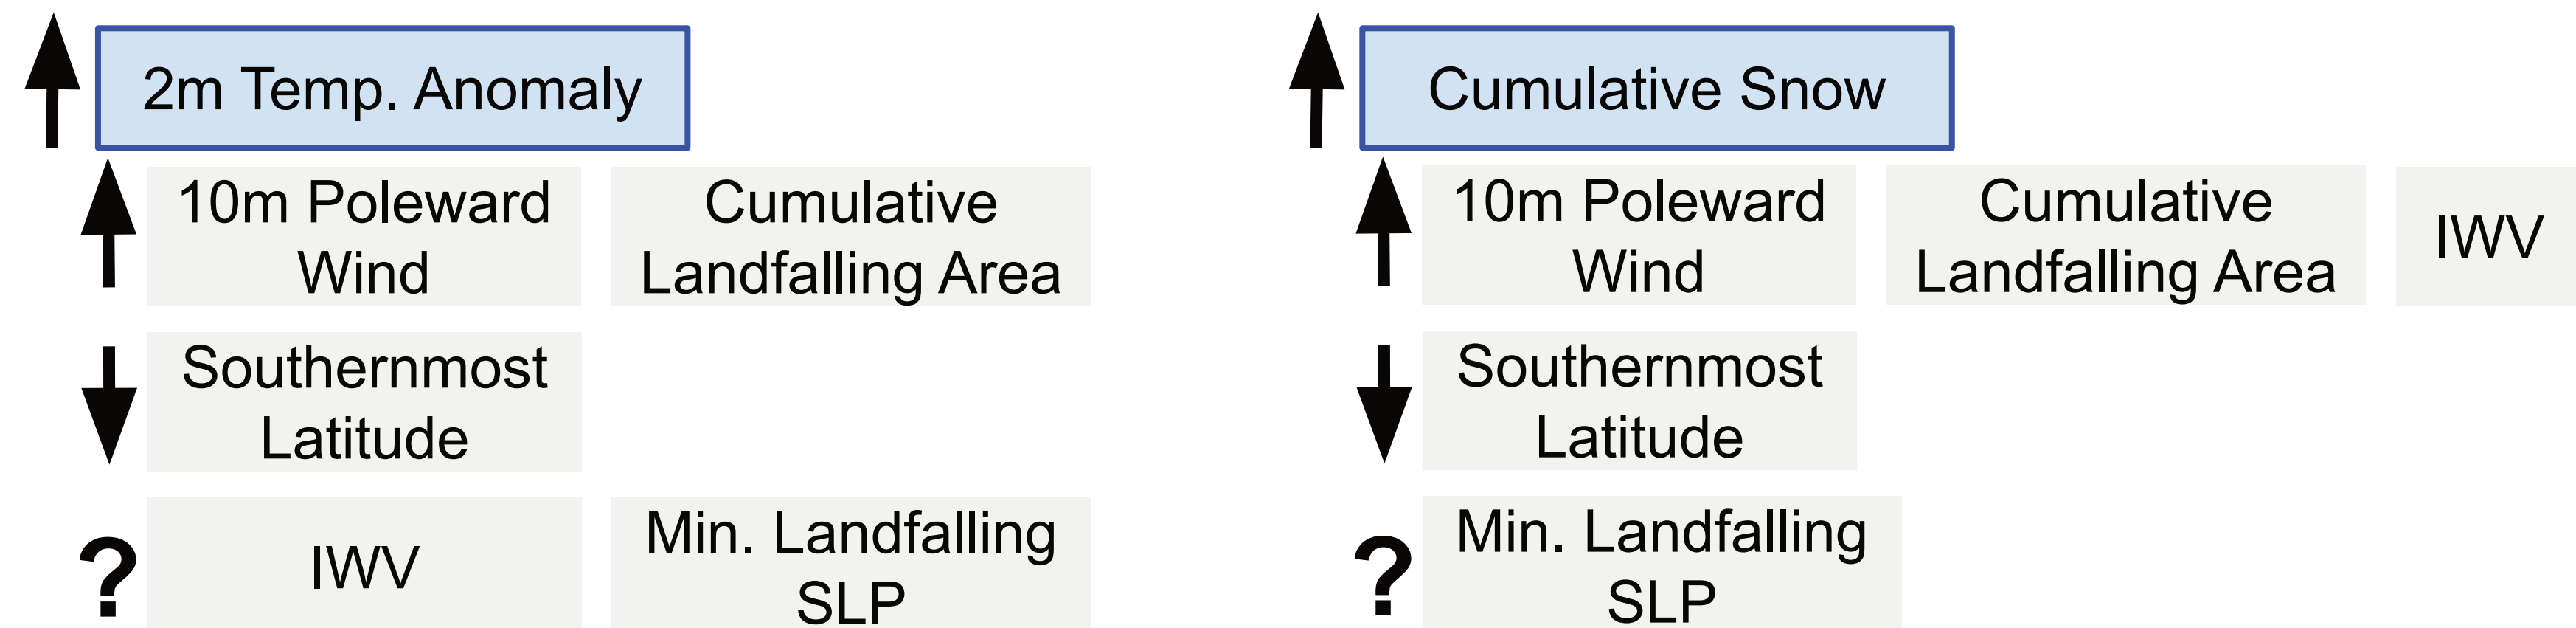 2m Temp. Anomaly
10m Poleward
Wind
Cumulative
Landfalling Area
Southernmost
Latitude
?
IWV
Min. Landfalling
SLP
Cumulative Snow
10m Poleward
Wind
Cumulative
Landfalling Area
IWV
Southernmost
Latitude
?
Min. Landfalling
SLP